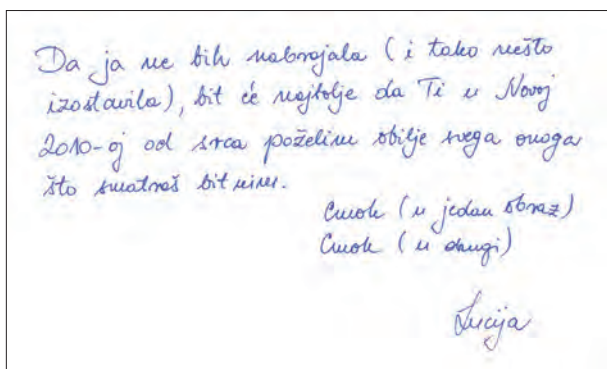 Da ja ne bih nabrajala (i tako nešto
izostavila), bit će najbolje da Ti u Novoj
2010-oj od srca poželim obilje svega onoga
što smatraš bitnim.
Cmok (u jedan obraz)
Cmok (u drugi)
Lucija